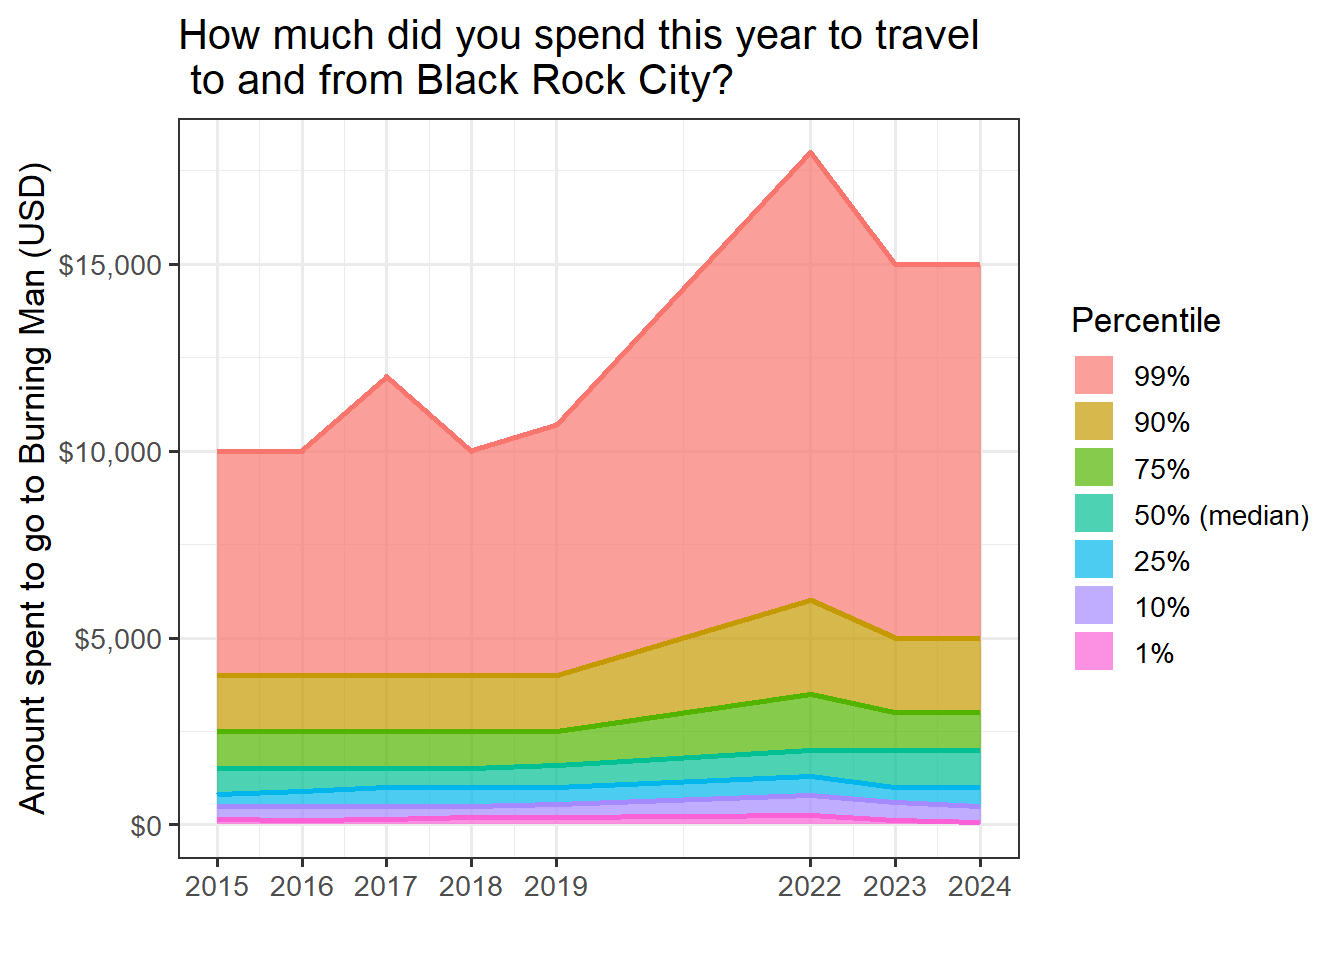 How much did you spend this year to travel
to and from Black Rock City?
Amount spent to go to Burning Man (USD)
$15,000
$10,000
$5,000
$0
2015 2016 2017 2018 2019 2022 2023 2024
Percentile
99%
90%
75%
50% (median)
25%
10%
1%